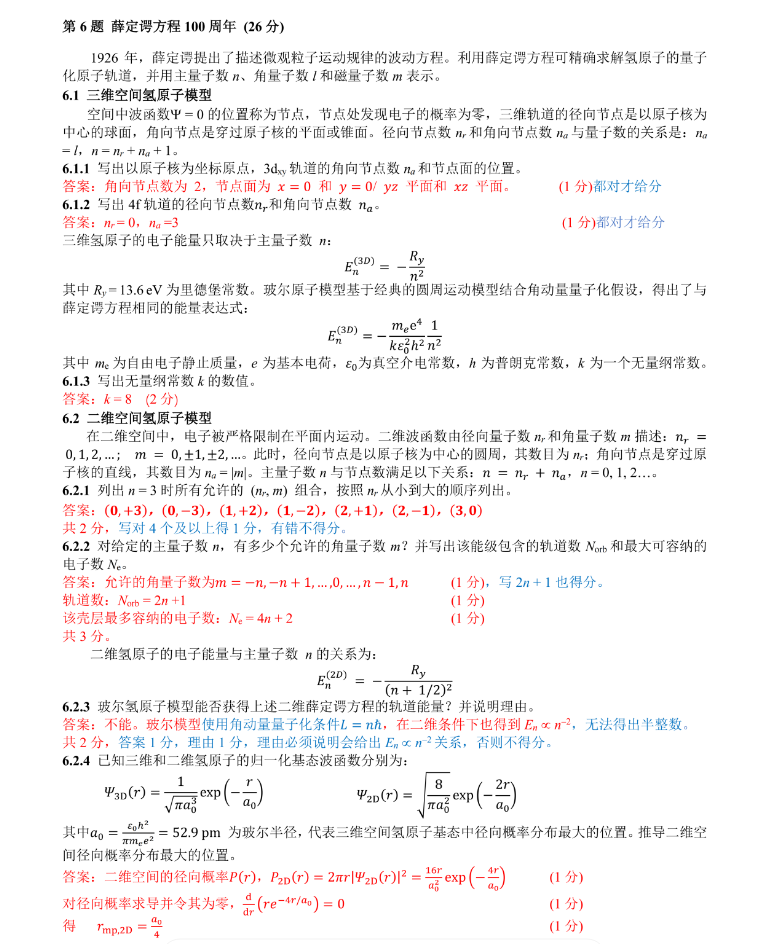 第 6 题 薛定谔方程 100 周年 (26 分)
1926 年，薛定谔提出了描述微观粒子运动规律的波动方程。利用薛定谔方程可精确求解氢原子的量子
化原子轨道，并用主量子数 n、角量子数 l 和磁量子数 m 表示。
6.1 三维空间氢原子模型
空间中波函数Ψ = 0 的位置称为节点，节点处发现电子的概率为零，三维轨道的径向节点是以原子核为
中心的球面，角向节点是穿过原子核的平面或锥面。径向节点数 nᵣ 和角向节点数 nₐ 与量子数的关系是：nₐ
= l，n = nᵣ + nₐ + 1。
6.1.1 写出以原子核为坐标原点，3d_xy 轨道的角向节点数 nₐ 和节点面的位置。
答案：角向节点数为 2，节点面为 x = 0 和 y = 0/ yz 平面和 xz 平面。 (1 分)都对才给分
6.1.2 写出 4f 轨道的径向节点数nᵣ和角向节点数 nₐ。
答案：nᵣ = 0，nₐ =3 (1 分)都对才给分
三维氢原子的电子能量只取决于主量子数 n：
E_n^(3D) = − R_y / n²
其中 R_y = 13.6 eV 为里德堡常数。玻尔原子模型基于经典的圆周运动模型结合角动量量子化假设，得出了与
薛定谔方程相同的能量表达式：
E_n^(3D) = − (m_e e⁴ / kε₀²h²) (1 / n²)
其中 mₑ 为自由电子静止质量，e 为基本电荷，ε₀为真空介电常数，h 为普朗克常数，k 为一个无量纲常数。
6.1.3 写出无量纲常数 k 的数值。
答案：k = 8 (2 分)
6.2 二维空间氢原子模型
在二维空间中，电子被严格限制在平面内运动。二维波函数由径向量子数 nᵣ 和角量子数 m 描述：nᵣ =
0, 1, 2, …； m = 0, ±1, ±2, …。此时，径向节点是以原子核为中心的圆周，其数目为 nᵣ；角向节点是穿过原
子核的直线，其数目为 nₐ = |m|。主量子数 n 与节点数满足以下关系：n = nᵣ + nₐ，n = 0, 1, 2…。
6.2.1 列出 n = 3 时所有允许的 (nᵣ, m) 组合，按照 nᵣ 从小到大的顺序列出。
答案：(0, +3)，(0, −3)，(1, +2)，(1, −2)，(2, +1)，(2, −1)，(3, 0)
共 2 分，写对 4 个及以上得 1 分，有错不得分。
6.2.2 对给定的主量子数 n，有多少个允许的角量子数 m？并写出该能级包含的轨道数 N_orb 和最大可容纳的
电子数 Nₑ。
答案：允许的角量子数为m = −n, −n + 1, … ,0, … , n − 1, n (1 分)，写 2n + 1 也得分。
轨道数：N_orb = 2n +1 (1 分)
该壳层最多容纳的电子数：Nₑ = 4n + 2 (1 分)
共 3 分。
二维氢原子的电子能量与主量子数 n 的关系为：
E_n^(2D) = − R_y / (n + 1/2)²
6.2.3 玻尔氢原子模型能否获得上述二维薛定谔方程的轨道能量？并说明理由。
答案：不能。玻尔模型使用角动量量子化条件L = nħ，在二维条件下也得到 Eₙ ∝ n⁻²，无法得出半整数。
共 2 分，答案 1 分，理由 1 分，理由必须说明会给出 Eₙ ∝ n⁻² 关系，否则不得分。
6.2.4 已知三维和二维氢原子的归一化基态波函数分别为：
Ψ_3D(r) = (1 / √(πa₀³)) exp(− r / a₀) Ψ_2D(r) = √(8 / πa₀²) exp(− 2r / a₀)
其中a₀ = ε₀h² / πmₑe² = 52.9 pm 为玻尔半径，代表三维空间氢原子基态中径向概率分布最大的位置。推导二维空
间径向概率分布最大的位置。
答案：二维空间的径向概率P(r)，P_2D(r) = 2πr|Ψ_2D(r)|² = (16r / a₀²) exp(− 4r / a₀) (1 分)
对径向概率求导并令其为零，d/dr (re^(−4r/a₀)) = 0 (1 分)
得 r_mp,2D = a₀ / 4 (1 分)